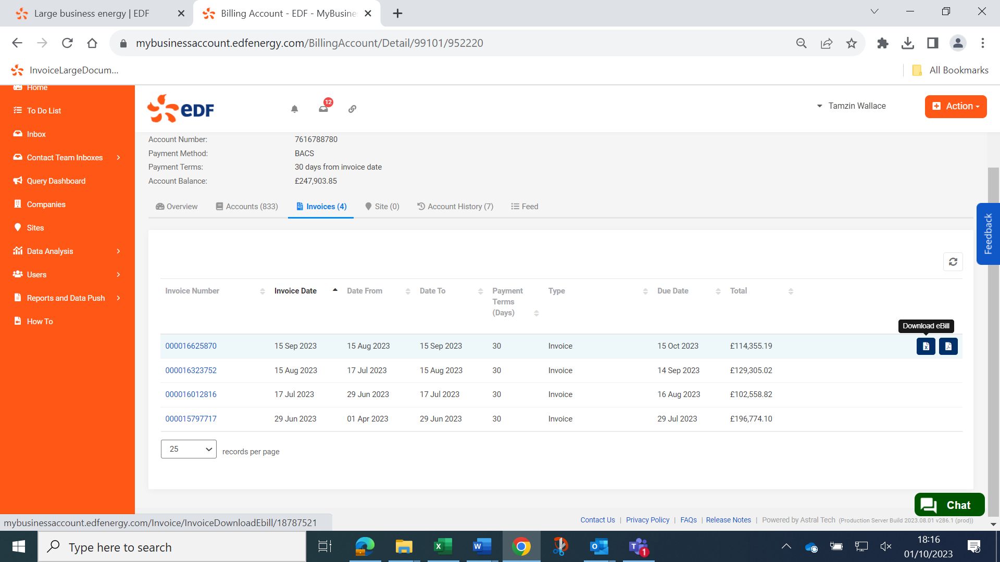 Large business energy | EDF
Billing Account - EDF - MyBusine
mybusinessaccount.edfenergy.com/BillingAccount/Detail/99101/952220
InvoiceLargeDocum...
All Bookmarks
Home
To Do List
Inbox
Contact Team Inboxes
Query Dashboard
Companies
Sites
Data Analysis
Users
Reports and Data Push
How To
EDF
12
Tamzin Wallace
Action
Account Number: 7616788780
Payment Method: BACS
Payment Terms: 30 days from invoice date
Account Balance: £247,903.85
Overview Accounts (833) Invoices (4) Site (0) Account History (7) Feed
Feedback
Invoice Number Invoice Date Date From Date To Payment Terms (Days) Type Due Date Total
Download eBill
000016625870 15 Sep 2023 15 Aug 2023 15 Sep 2023 30 Invoice 15 Oct 2023 £114,355.19
000016323752 15 Aug 2023 17 Jul 2023 15 Aug 2023 30 Invoice 14 Sep 2023 £129,305.02
000016012816 17 Jul 2023 29 Jun 2023 17 Jul 2023 30 Invoice 16 Aug 2023 £102,558.82
000015797717 29 Jun 2023 01 Apr 2023 29 Jun 2023 30 Invoice 29 Jul 2023 £196,774.10
25 records per page
Chat
Contact Us | Privacy Policy | FAQs | Release Notes | Powered by Astral Tech (Production Server Build 2023.08.01 v286.1 (prod))
mybusinessaccount.edfenergy.com/Invoice/InvoiceDownloadEbill/18787521
Type here to search
1
18:16
01/10/2023